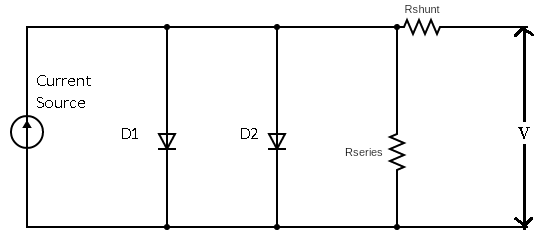 Rshunt
Current
Source
D1
D2
Rseries
V